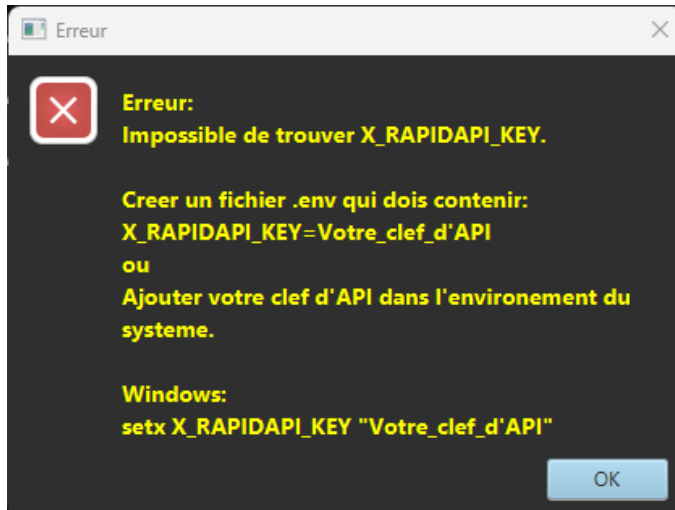 Erreur
Erreur:
Impossible de trouver X_RAPIDAPI_KEY.
Creer un fichier .env qui dois contenir:
X_RAPIDAPI_KEY=Votre_clef_d'API
ou
Ajouter votre clef d'API dans l'environement du
systeme.
Windows:
setx X_RAPIDAPI_KEY "Votre_clef_d'API"
OK